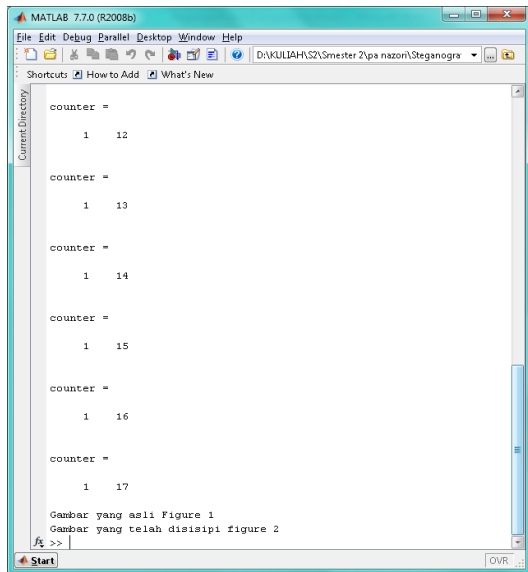 MATLAB 7.7.0 (R2008b)
File Edit Debug Parallel Desktop Window Help
D:\KULIAH\S2\Smester 2\pa nazori\Steganogra
Shortcuts How to Add What's New
Current Directory
counter =
1 12
counter =
1 13
counter =
1 14
counter =
1 15
counter =
1 16
counter =
1 17
Gambar yang asli Figure 1
Gambar yang telah disisipi figure 2
fx >>
Start OVR